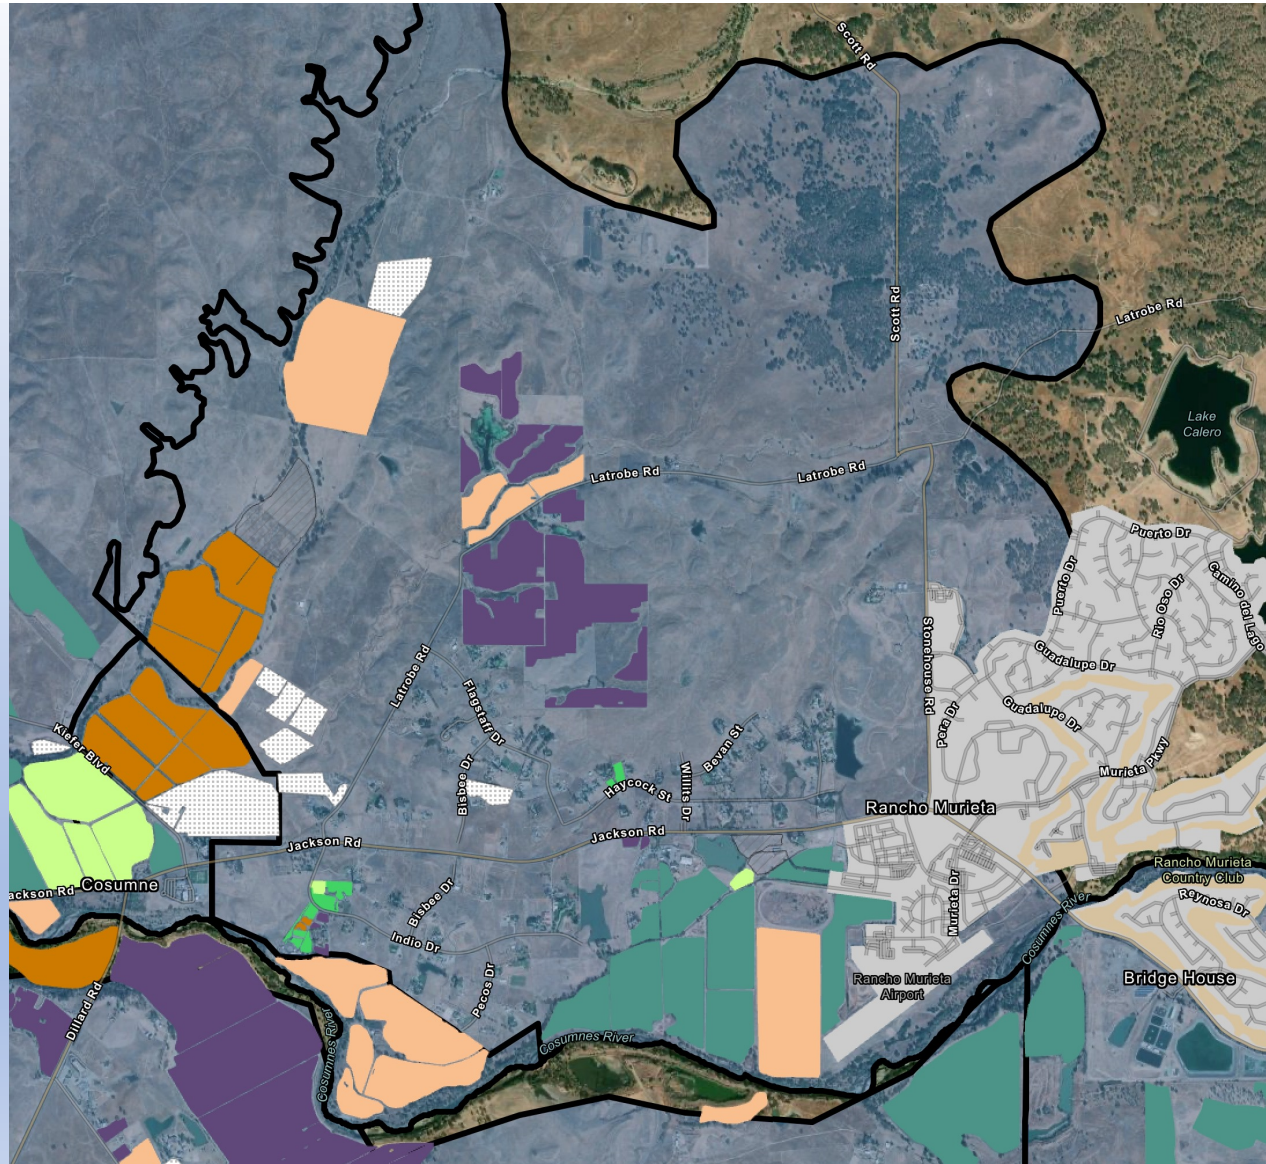 Scott Rd
Scott Rd
Latrobe Rd
Lake
Calero
Latrobe Rd
Latrobe Rd
Puerto Dr
Puerto Dr
Rio Oso Dr
Camino del Lago
Stonehouse Rd
Guadalupe Dr
Latrobe Rd
Flagstaff Dr
Guadalupe Dr
Pera Dr
Kiefer Blvd
Bevan St
Murieta Pkwy
Bisbee Dr
Haycock St
Willits Dr
Rancho Murieta
Jackson Rd
Jackson Rd
Rancho Murieta
Country Club
Jackson Rd
Cosumne
Bisbee Dr
Murieta Dr
Reynosa Dr
Cosumnes River
Indio Dr
Rancho Murieta
Airport
Bridge House
Pecos Dr
Dillard Rd
Cosumnes River
Cosumnes River